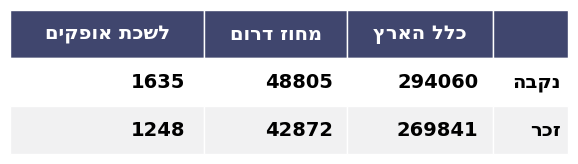 כלל הארץ מחוז דרום לשכת אופקים
נקבה 294060 48805 1635
זכר 269841 42872 1248